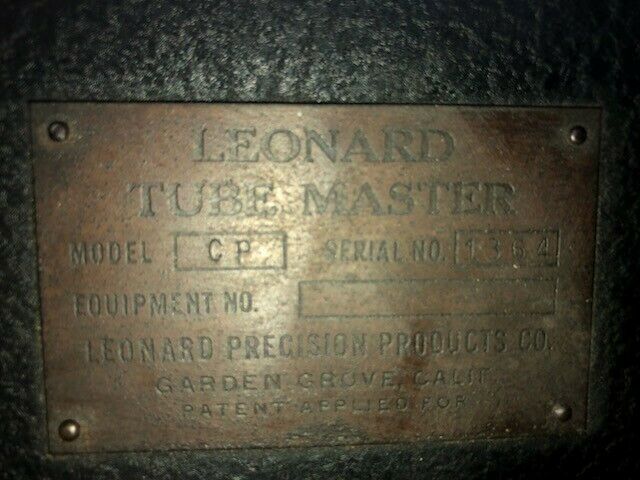 LEONARD
TUBE MASTER
MODEL CP SERIAL NO. 1364
EQUIPMENT NO.
LEONARD PRECISION PRODUCTS CO.
GARDEN GROVE, CALIF.
PATENT APPLIED FOR